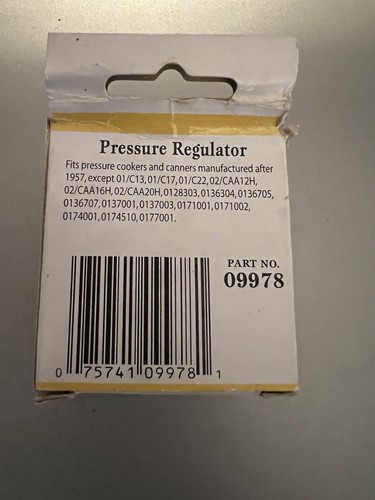 Pressure Regulator
Fits pressure cookers and canners manufactured after
1957, except 01/C13, 01/C17, 01/C22, 02/CAA12H,
02/CAA16H, 02/CAA20H, 0128303, 0136304, 0136705,
0136707, 0137001, 0137003, 0171001, 0171002,
0174001, 0174510, 0177001.
PART NO.
09978
0 75741 09978 1